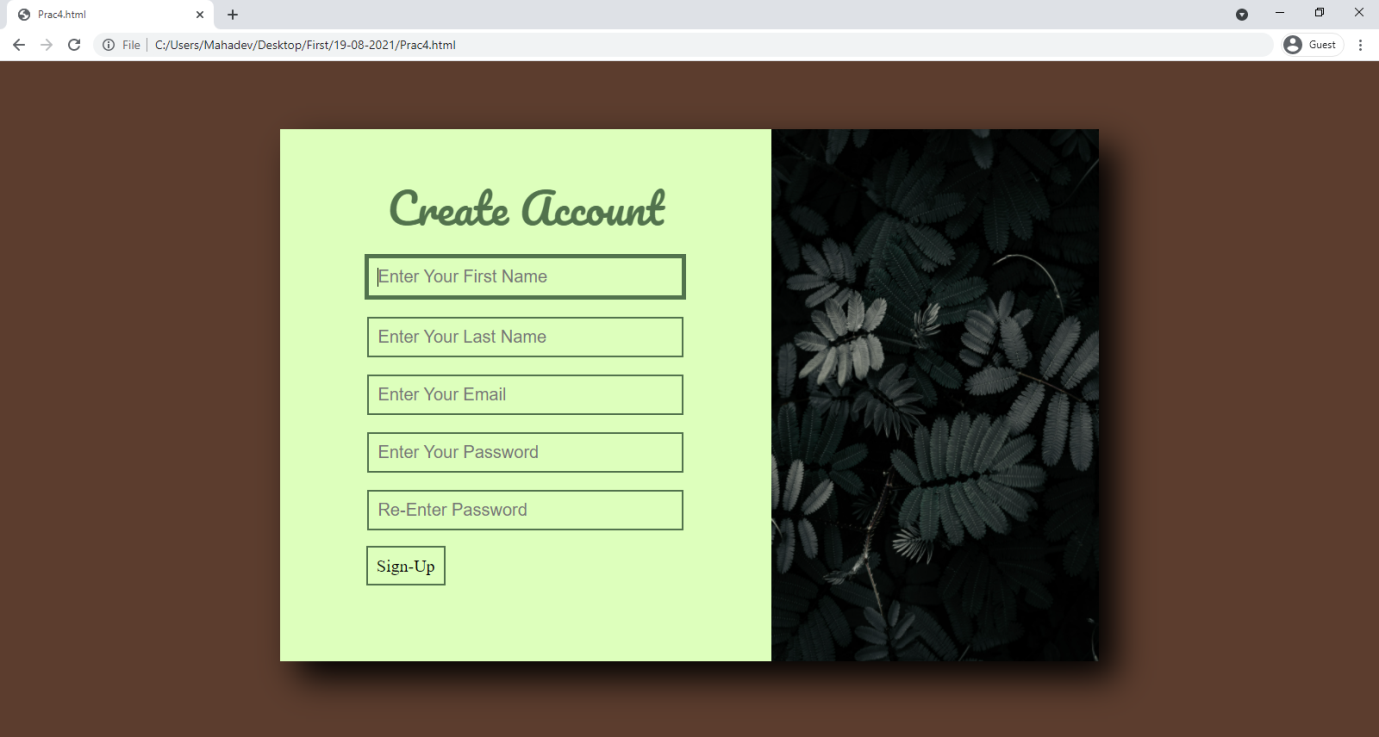 Prac4.html
File
C:/Users/Mahadev/Desktop/First/19-08-2021/Prac4.html
Guest
Create Account
Enter Your First Name
Enter Your Last Name
Enter Your Email
Enter Your Password
Re-Enter Password
Sign-Up